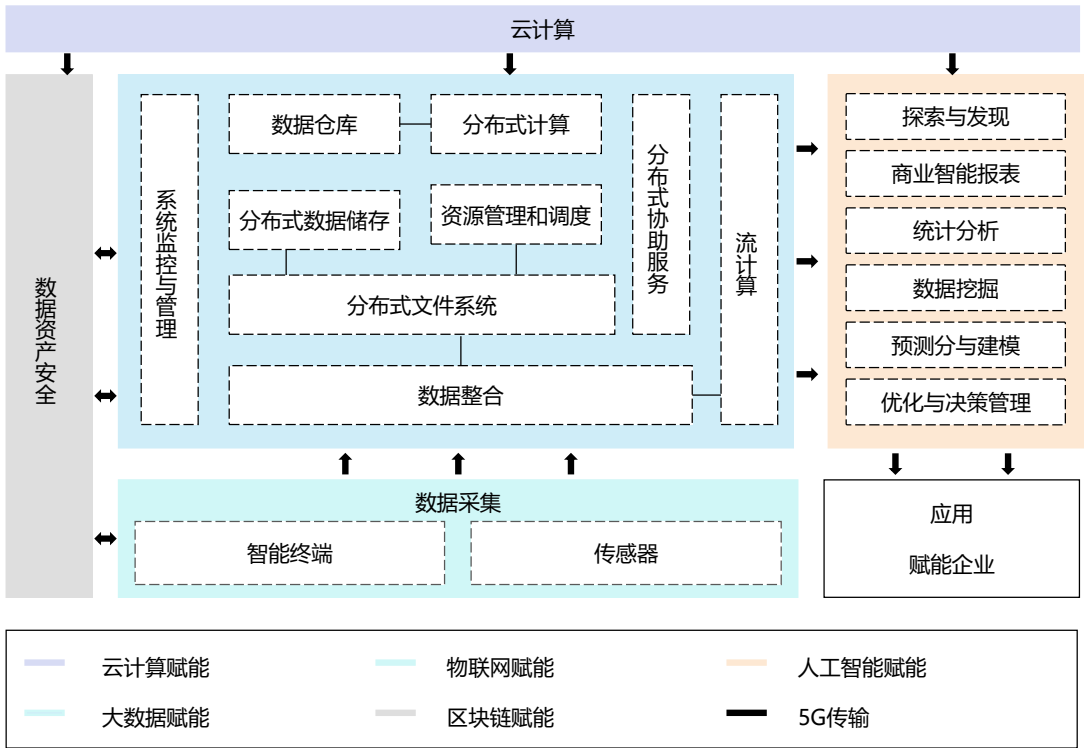 云计算
数据资产安全
系统监控与管理
数据仓库
分布式计算
分布式数据储存
资源管理和调度
分布式文件系统
数据整合
分布式协助服务
流计算
探索与发现
商业智能报表
统计分析
数据挖掘
预测分与建模
优化与决策管理
数据采集
智能终端
传感器
应用
赋能企业
云计算赋能
物联网赋能
人工智能赋能
大数据赋能
区块链赋能
5G传输